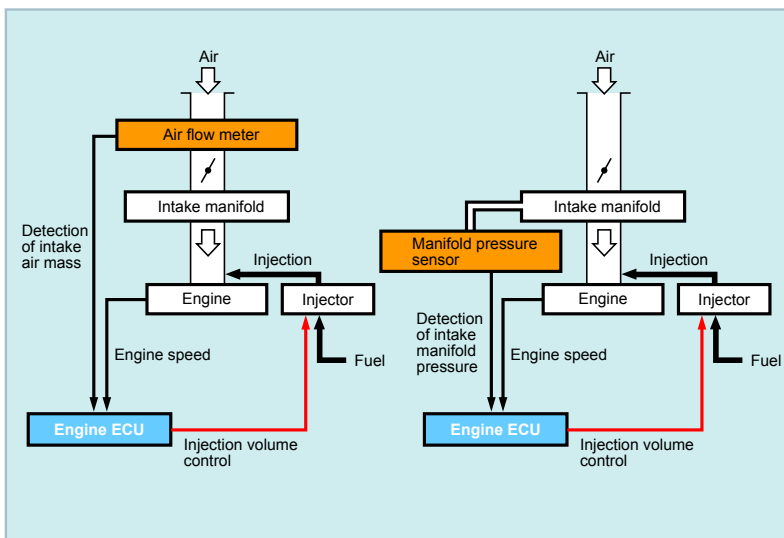 Air
Air flow meter
Intake manifold
Detection
of intake
air mass
Injection
Engine
Injector
Engine speed
Fuel
Engine ECU
Injection volume
control
Air
Intake manifold
Manifold pressure
sensor
Injection
Engine
Injector
Detection
of intake
manifold
pressure
Engine speed
Fuel
Engine ECU
Injection volume
control